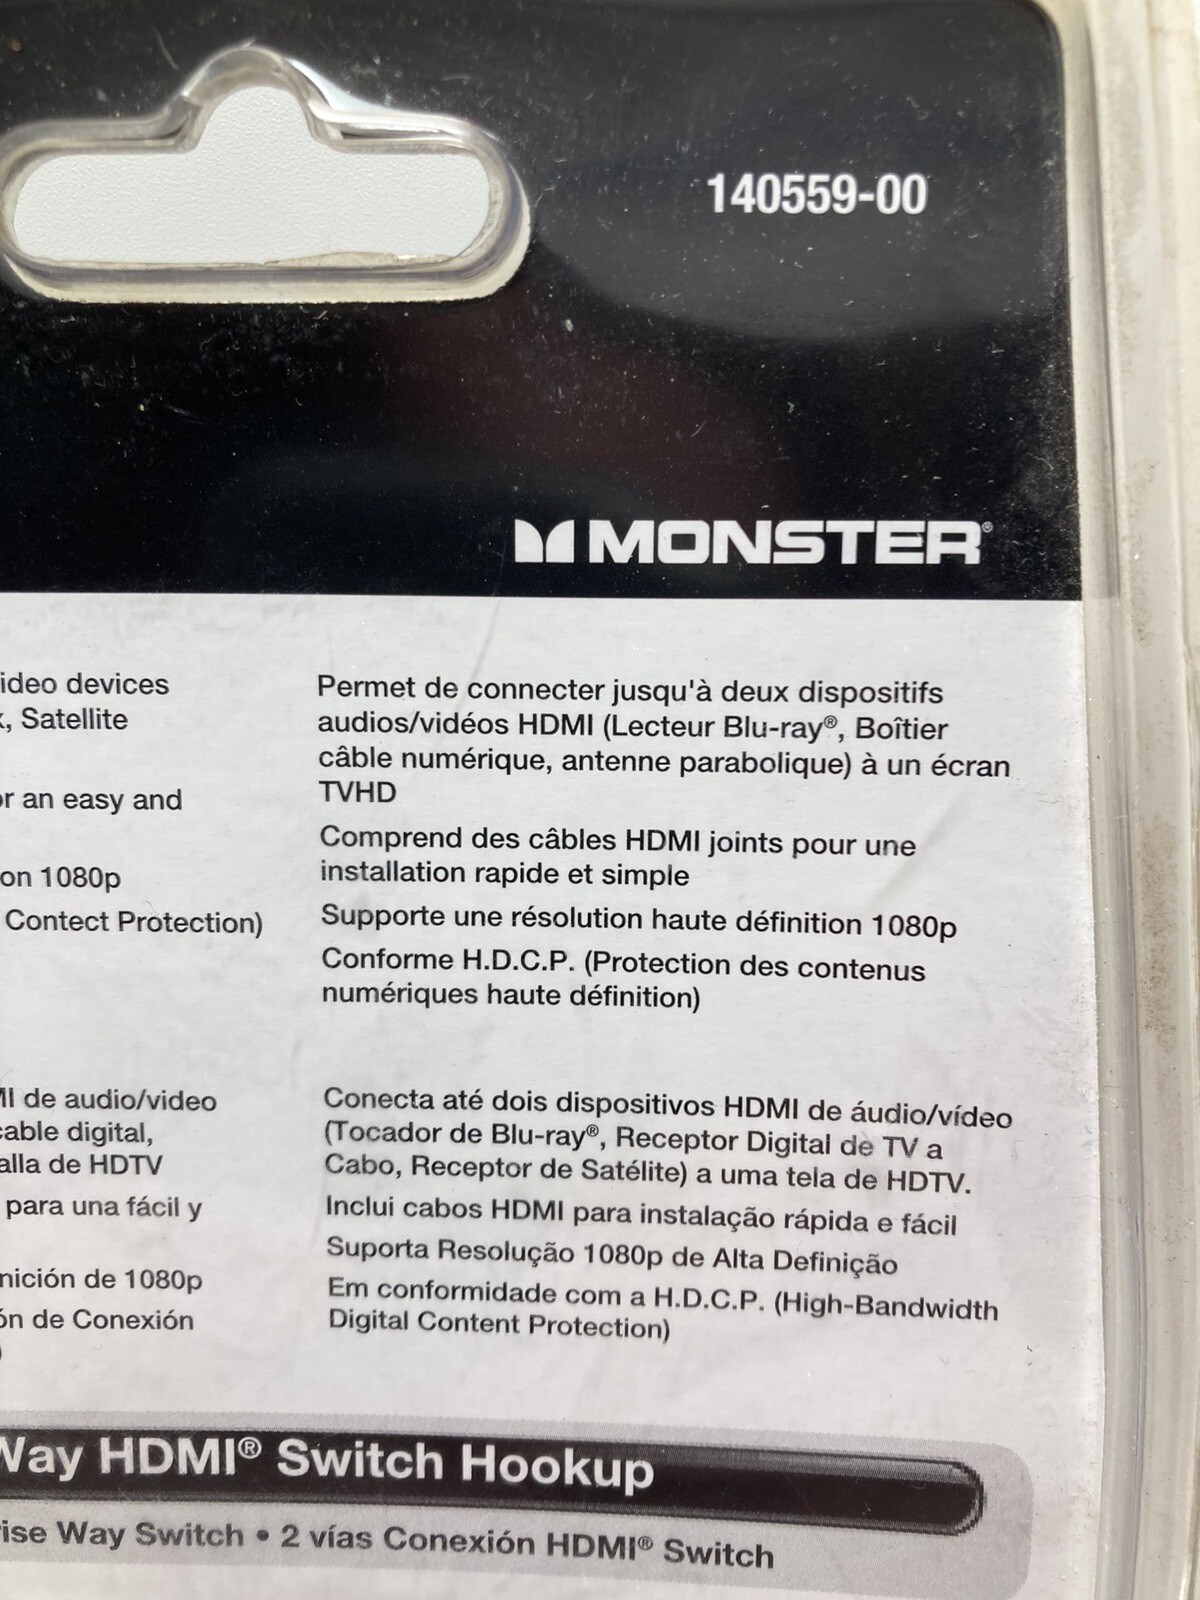 140559-00
MONSTER®
ideo devices
, Satellite
or an easy and
on 1080p
Contect Protection)
Permet de connecter jusqu'à deux dispositifs
audios/vidéos HDMI (Lecteur Blu-ray®, Boîtier
câble numérique, antenne parabolique) à un écran
TVHD
Comprend des câbles HDMI joints pour une
installation rapide et simple
Supporte une résolution haute définition 1080p
Conforme H.D.C.P. (Protection des contenus
numériques haute définition)
MI de audio/video
cable digital,
alla de HDTV
para una fácil y
nición de 1080p
ón de Conexión
)
Conecta até dois dispositivos HDMI de áudio/vídeo
(Tocador de Blu-ray®, Receptor Digital de TV a
Cabo, Receptor de Satélite) a uma tela de HDTV.
Inclui cabos HDMI para instalação rápida e fácil
Suporta Resolução 1080p de Alta Definição
Em conformidade com a H.D.C.P. (High-Bandwidth
Digital Content Protection)
Way HDMI® Switch Hookup
ise Way Switch • 2 vías Conexión HDMI® Switch